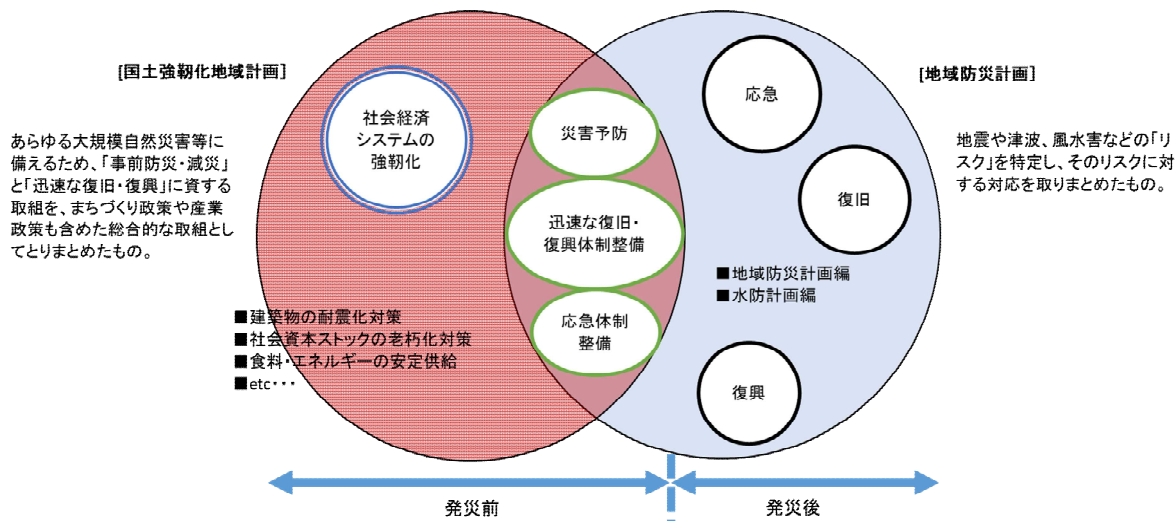 [国土強靭化地域計画]
あらゆる大規模自然災害等に
備えるため、「事前防災・減災」
と「迅速な復旧・復興」に資する
取組を、まちづくり政策や産業
政策も含めた総合的な取組とし
てとりまとめたもの。
社会経済
システムの
強靭化
■建築物の耐震化対策
■社会資本ストックの老朽化対策
■食料・エネルギーの安定供給
■etc・・・
災害予防
迅速な復旧・
復興体制整備
応急体制
整備
[地域防災計画]
地震や津波、風水害などの「リ
スク」を特定し、そのリスクに対
する対応を取りまとめたもの。
応急
復旧
■地域防災計画編
■水防計画編
復興
発災前
発災後